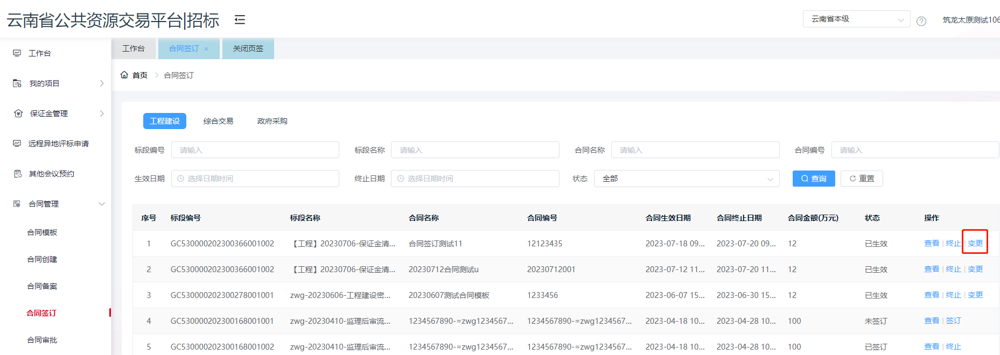 云南省公共资源交易平台|招标
云南省本级
筑龙太原测试106
工作台
我的项目
保证金管理
远程异地评标申请
其他会议预约
合同管理
合同模板
合同创建
合同备案
合同签订
合同审批
工作台 合同签订 × 关闭页签
首页 > 合同签订
工程建设 综合交易 政府采购
标段编号 请输入 标段名称 请输入 合同名称 请输入 合同编号 请输入
生效日期 选择日期时间 终止日期 选择日期时间 状态 全部 查询 重置
序号 标段编号 标段名称 合同名称 合同编号 合同生效日期 合同终止日期 合同金额(万元) 状态 操作
1 GC530000202300366001002 【工程】20230706-保证金清... 合同签订测试11 12123435 2023-07-18 09... 2023-07-20 09... 12 已生效 查看 | 终止 | 变更
2 GC530000202300366001002 【工程】20230706-保证金清... 20230712合同测试u 20230712001 2023-07-12 11... 2023-07-20 11... 12 已生效 查看 | 终止 | 变更
3 GC530000202300278001001 zwg-20230606-工程建设密... 20230607测试合同模板 1233456 2023-06-07 15... 2023-06-30 15... 12 已生效 查看 | 终止 | 变更
4 GC530000202300168001001 zwg-20230410-监理后审流... 1234567890-=zwg1234567... 1234567890-=zwg1234567... 2023-04-18 10... 2023-04-28 10... 100 未签订 查看 | 签订
5 GC530000202300168001002 zwg-20230410-监理后审流... 1234567890-=zwg1234567... 1234567890-=zwg1234567... 2023-04-18 10... 2023-04-28 10... 100 已签订 查看 | 终止